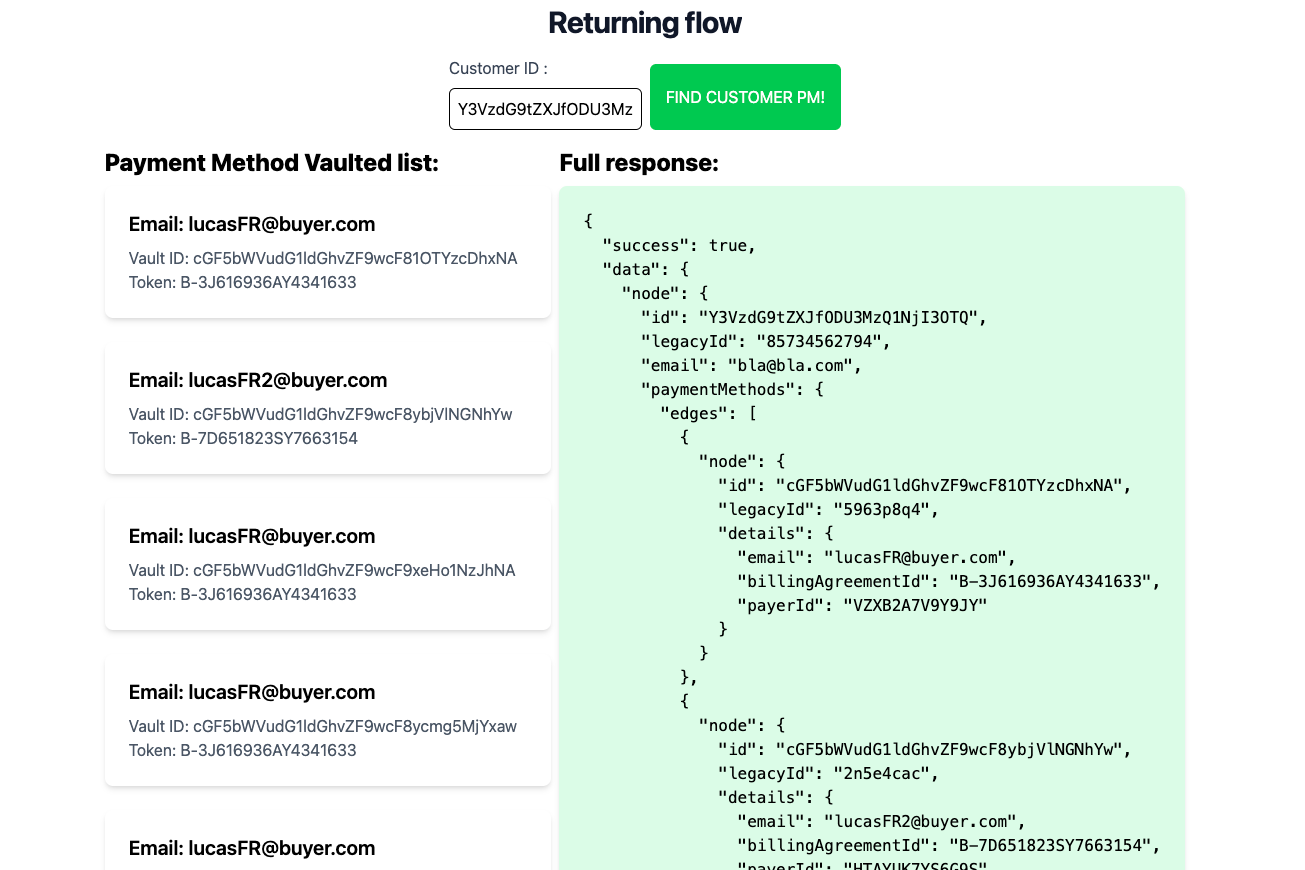 Returning flow
Customer ID :
Y3VzdG9tZXJfODU3Mz
FIND CUSTOMER PM!
Payment Method Vaulted list:
Email: lucasFR@buyer.com
Vault ID: cGF5bWVudG1ldGhvZF9wcF81OTYzcDhxNA
Token: B-3J616936AY4341633
Email: lucasFR2@buyer.com
Vault ID: cGF5bWVudG1ldGhvZF9wcF8ybjVlNGNhYw
Token: B-7D651823SY7663154
Email: lucasFR@buyer.com
Vault ID: cGF5bWVudG1ldGhvZF9wcF9xeHo1NzJhNA
Token: B-3J616936AY4341633
Email: lucasFR@buyer.com
Vault ID: cGF5bWVudG1ldGhvZF9wcF8ycmg5MjYxaw
Token: B-3J616936AY4341633
Email: lucasFR@buyer.com
Full response:
{
"success": true,
"data": {
"node": {
"id": "Y3VzdG9tZXJfODU3MzQ1NjI3OTQ",
"legacyId": "85734562794",
"email": "bla@bla.com",
"paymentMethods": {
"edges": [
{
"node": {
"id": "cGF5bWVudG1ldGhvZF9wcF81OTYzcDhxNA",
"legacyId": "5963p8q4",
"details": {
"email": "lucasFR@buyer.com",
"billingAgreementId": "B-3J616936AY4341633",
"payerId": "VZXB2A7V9Y9JY"
}
}
},
{
"node": {
"id": "cGF5bWVudG1ldGhvZF9wcF8ybjVlNGNhYw",
"legacyId": "2n5e4cac",
"details": {
"email": "lucasFR2@buyer.com",
"billingAgreementId": "B-7D651823SY7663154",
"payerId":